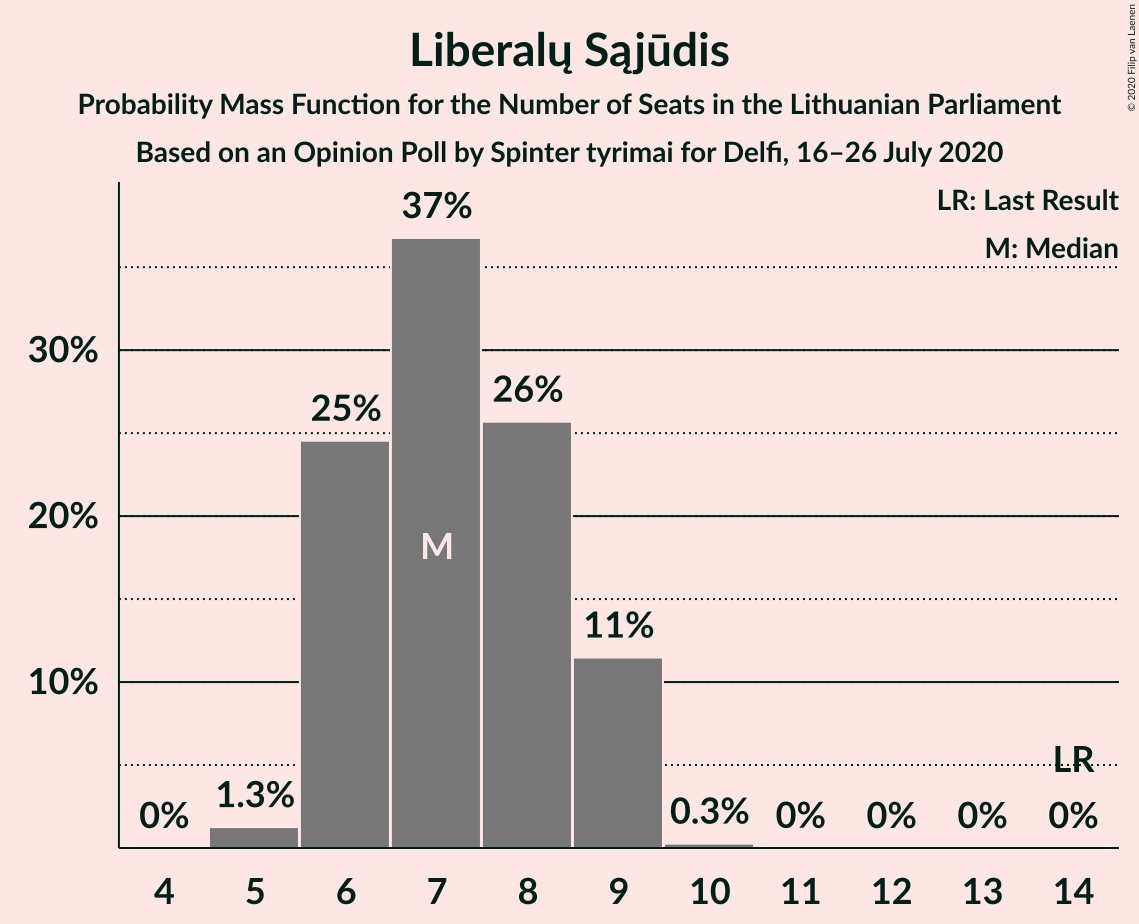 Liberalų Sąjūdis
Probability Mass Function for the Number of Seats in the Lithuanian Parliament
Based on an Opinion Poll by Spinter tyrimai for Delfi, 16–26 July 2020
© 2020 Filip van Laenen
LR: Last Result
M: Median
37%
30%
26%
25%
20%
M
11%
10%
LR
1.3%
0%
0.3%
0%
0%
0%
0%
4 5 6 7 8 9 10 11 12 13 14